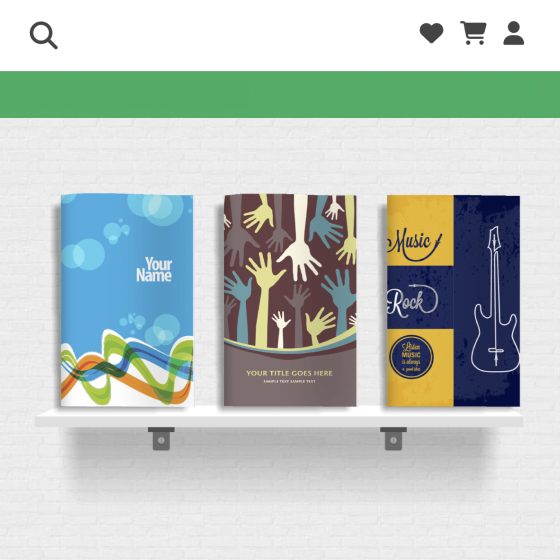 Your
Name
YOUR TITLE GOES HERE
SAMPLE TEXT SAMPLE TEXT
Music
Rock
Listen
MUSIC
is always
a good idea